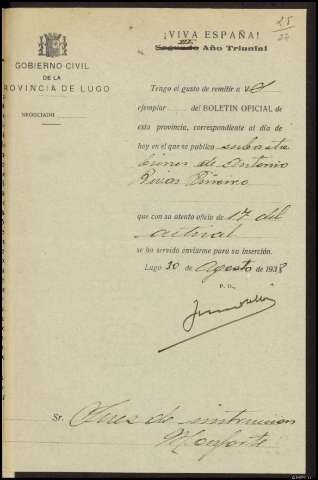 25
27
¡VIVA ESPAÑA!
III
Segundo Año Triunfal
GOBIERNO CIVIL
DE LA
PROVINCIA DE LUGO
NEGOCIADO
Tengo el gusto de remitir a vd
ejemplar del BOLETIN OFICIAL de
esta provincia, correspondiente al día de
hoy en el que se publica subasta
bienes de Antonio
Rivas Piñeiro
que con su atento oficio de 17 del
actual
se ha servido enviarme para su inserción.
Lugo 30 de Agosto de 1938
P. O.,
Sr. Juez de instruccion
Monforte